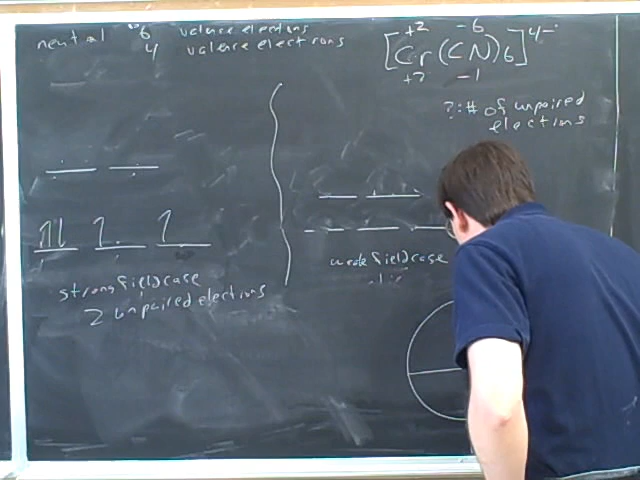 neutral 6 valence electrons
4 valence electrons
+2 -6
[Cr(CN)6]4-
+2 -1
?:# of unpaired
electrons
strong field case
2 unpaired electrons
weak field case